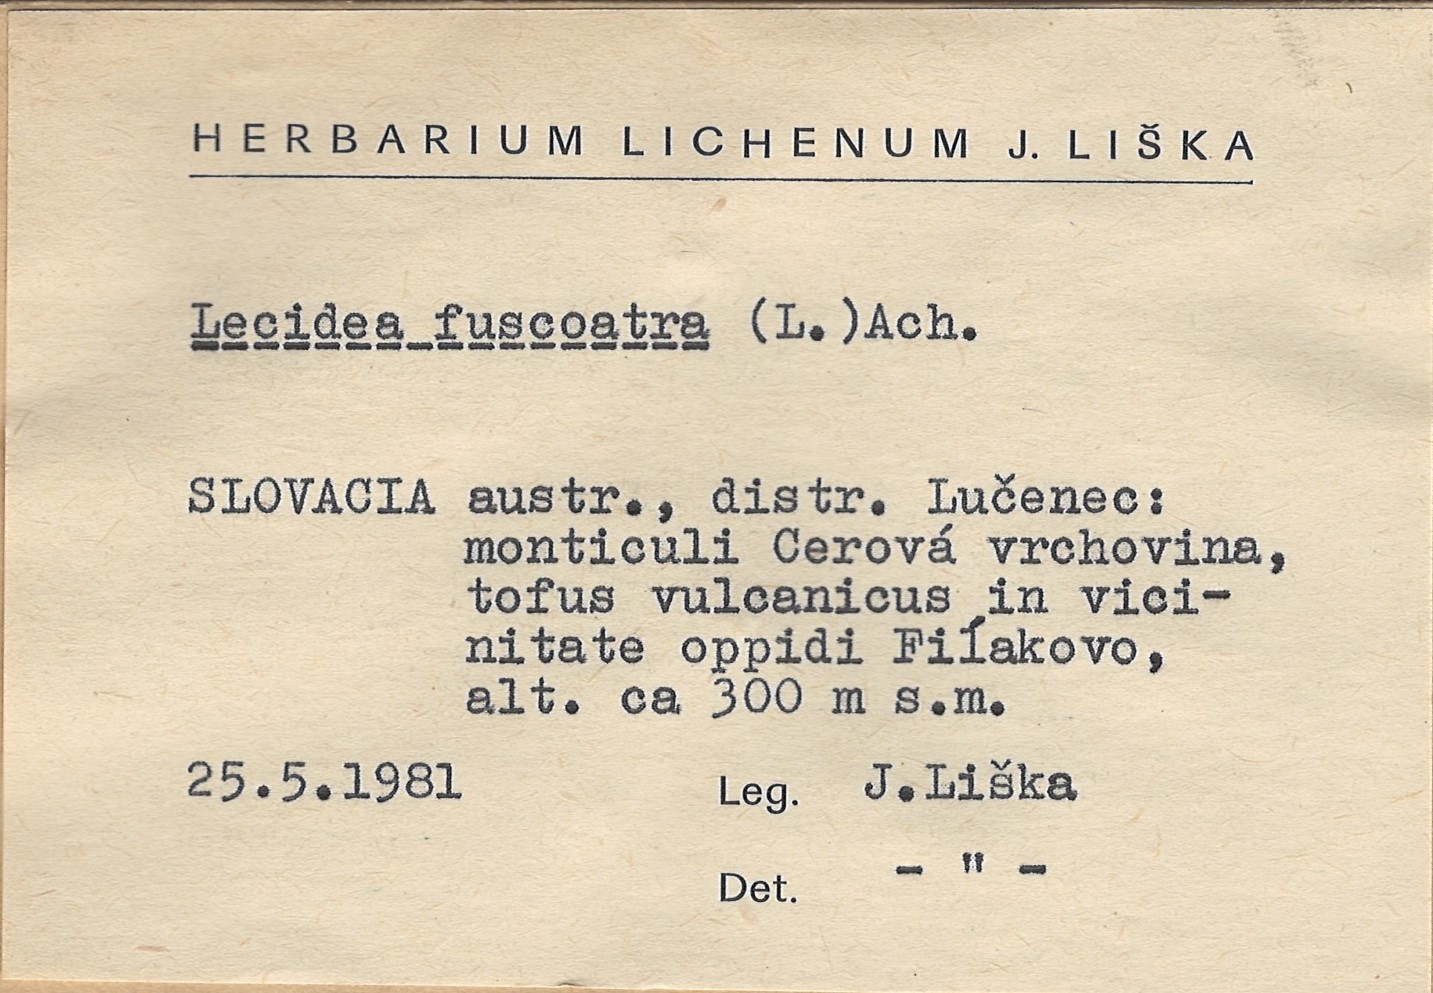 HERBARIUM LICHENUM J. LIŠKA
Lecidea fuscoatra (L.)Ach.
SLOVACIA austr., distr. Lučenec:
monticuli Cerová vrchovina,
tofus vulcanicus in vici-
nitate oppidi Fiľakovo,
alt. ca 300 m s.m.
25.5.1981 Leg. J.Liška
Det. - " -